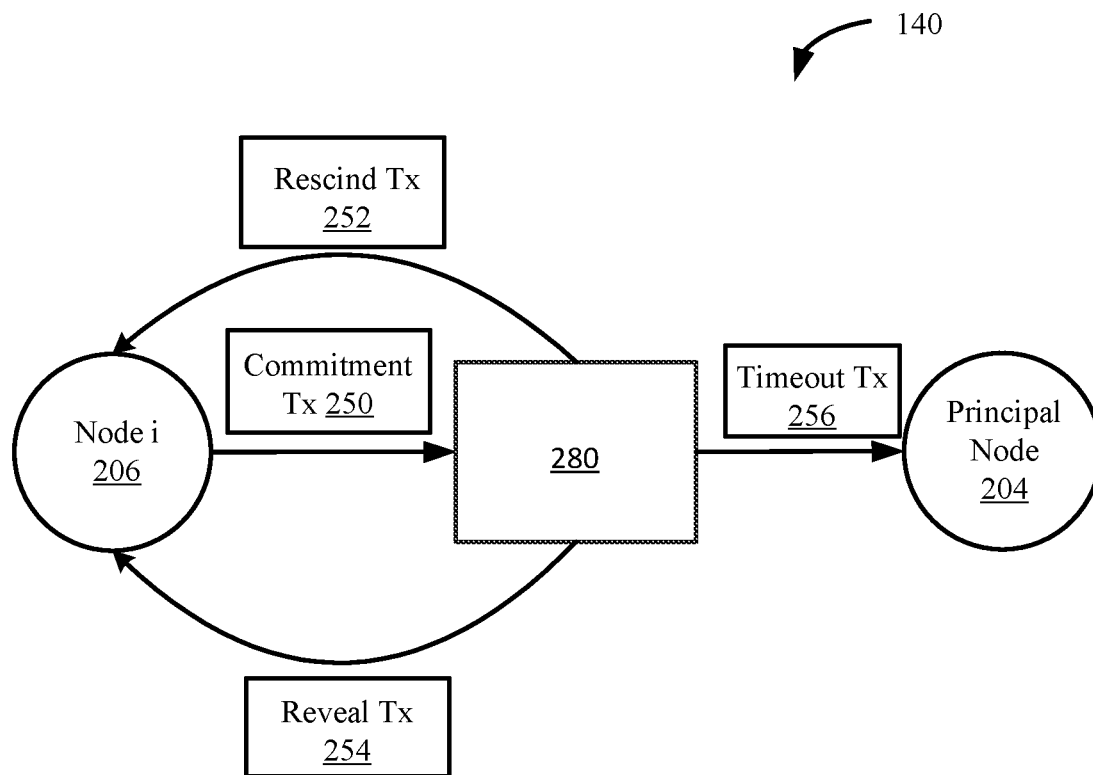 140
Rescind Tx
252
Commitment
Tx 250
Timeout Tx
256
Node i
206
280
Principal
Node
204
Reveal Tx
254